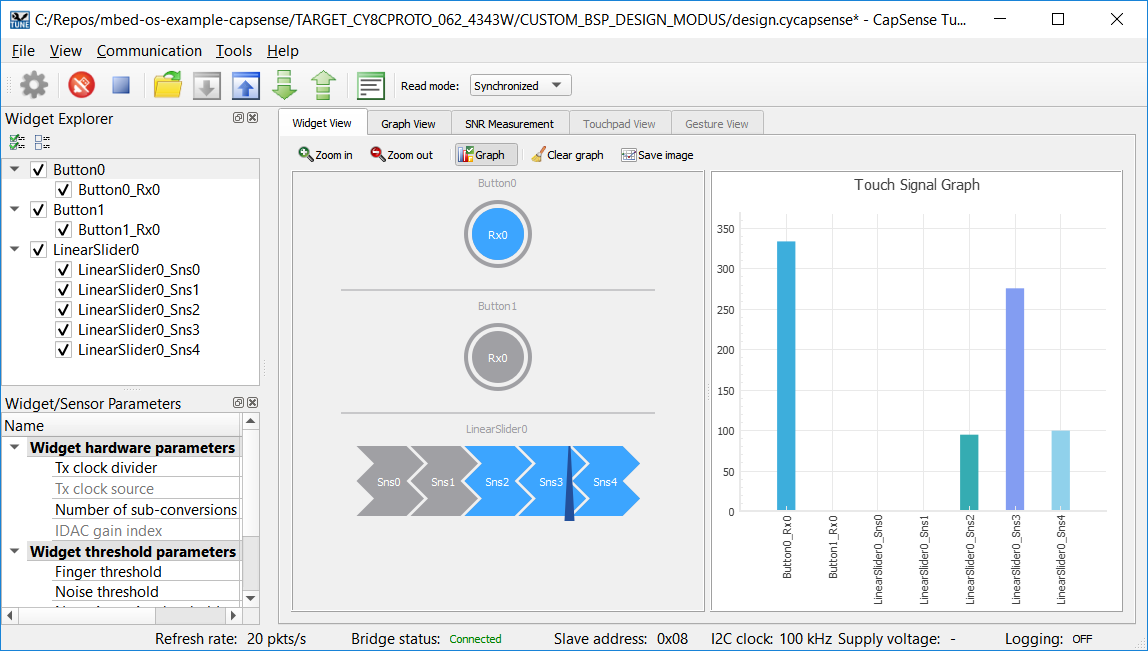 C:/Repos/mbed-os-example-capsense/TARGET_CY8CPROTO_062_4343W/CUSTOM_BSP_DESIGN_MODUS/design.cycapsense* - CapSense Tu...
File View Communication Tools Help
Read mode: Synchronized
Widget Explorer
Button0
Button0_Rx0
Button1
Button1_Rx0
LinearSlider0
LinearSlider0_Sns0
LinearSlider0_Sns1
LinearSlider0_Sns2
LinearSlider0_Sns3
LinearSlider0_Sns4
Widget/Sensor Parameters
Name
Widget hardware parameters
Tx clock divider
Tx clock source
Number of sub-conversions
IDAC gain index
Widget threshold parameters
Finger threshold
Noise threshold
Widget View Graph View SNR Measurement Touchpad View Gesture View
Zoom in Zoom out Graph Clear graph Save image
Button0
Rx0
Button1
Rx0
LinearSlider0
Sns0 Sns1 Sns2 Sns3 Sns4
Touch Signal Graph
350
300
250
200
150
100
50
0
Button0_Rx0
Button1_Rx0
LinearSlider0_Sns0
LinearSlider0_Sns1
LinearSlider0_Sns2
LinearSlider0_Sns3
LinearSlider0_Sns4
Refresh rate: 20 pkts/s Bridge status: Connected Slave address: 0x08 I2C clock: 100 kHz Supply voltage: - Logging: OFF